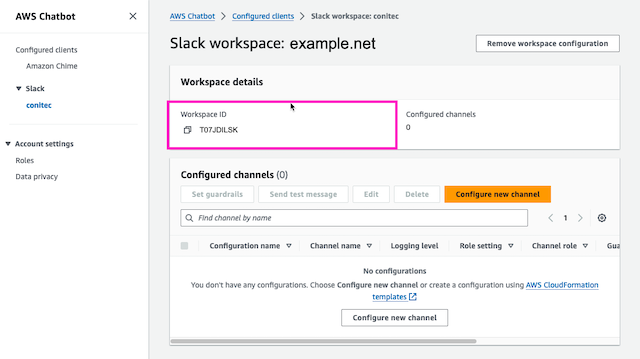 AWS Chatbot
AWS Chatbot > Configured clients > Slack workspace: conitec
Configured clients
Amazon Chime
Slack
conitec
Account settings
Roles
Data privacy
Slack workspace: example.net
Remove workspace configuration
Workspace details
Workspace ID
T07JDILSK
Configured channels
0
Configured channels (0)
Set guardrails
Send test message
Edit
Delete
Configure new channel
Find channel by name
1
Configuration name
Channel name
Logging level
Role setting
Channel role
Gua
No configurations
You don't have any configurations. Choose Configure new channel or create a configuration using AWS CloudFormation
templates
Configure new channel